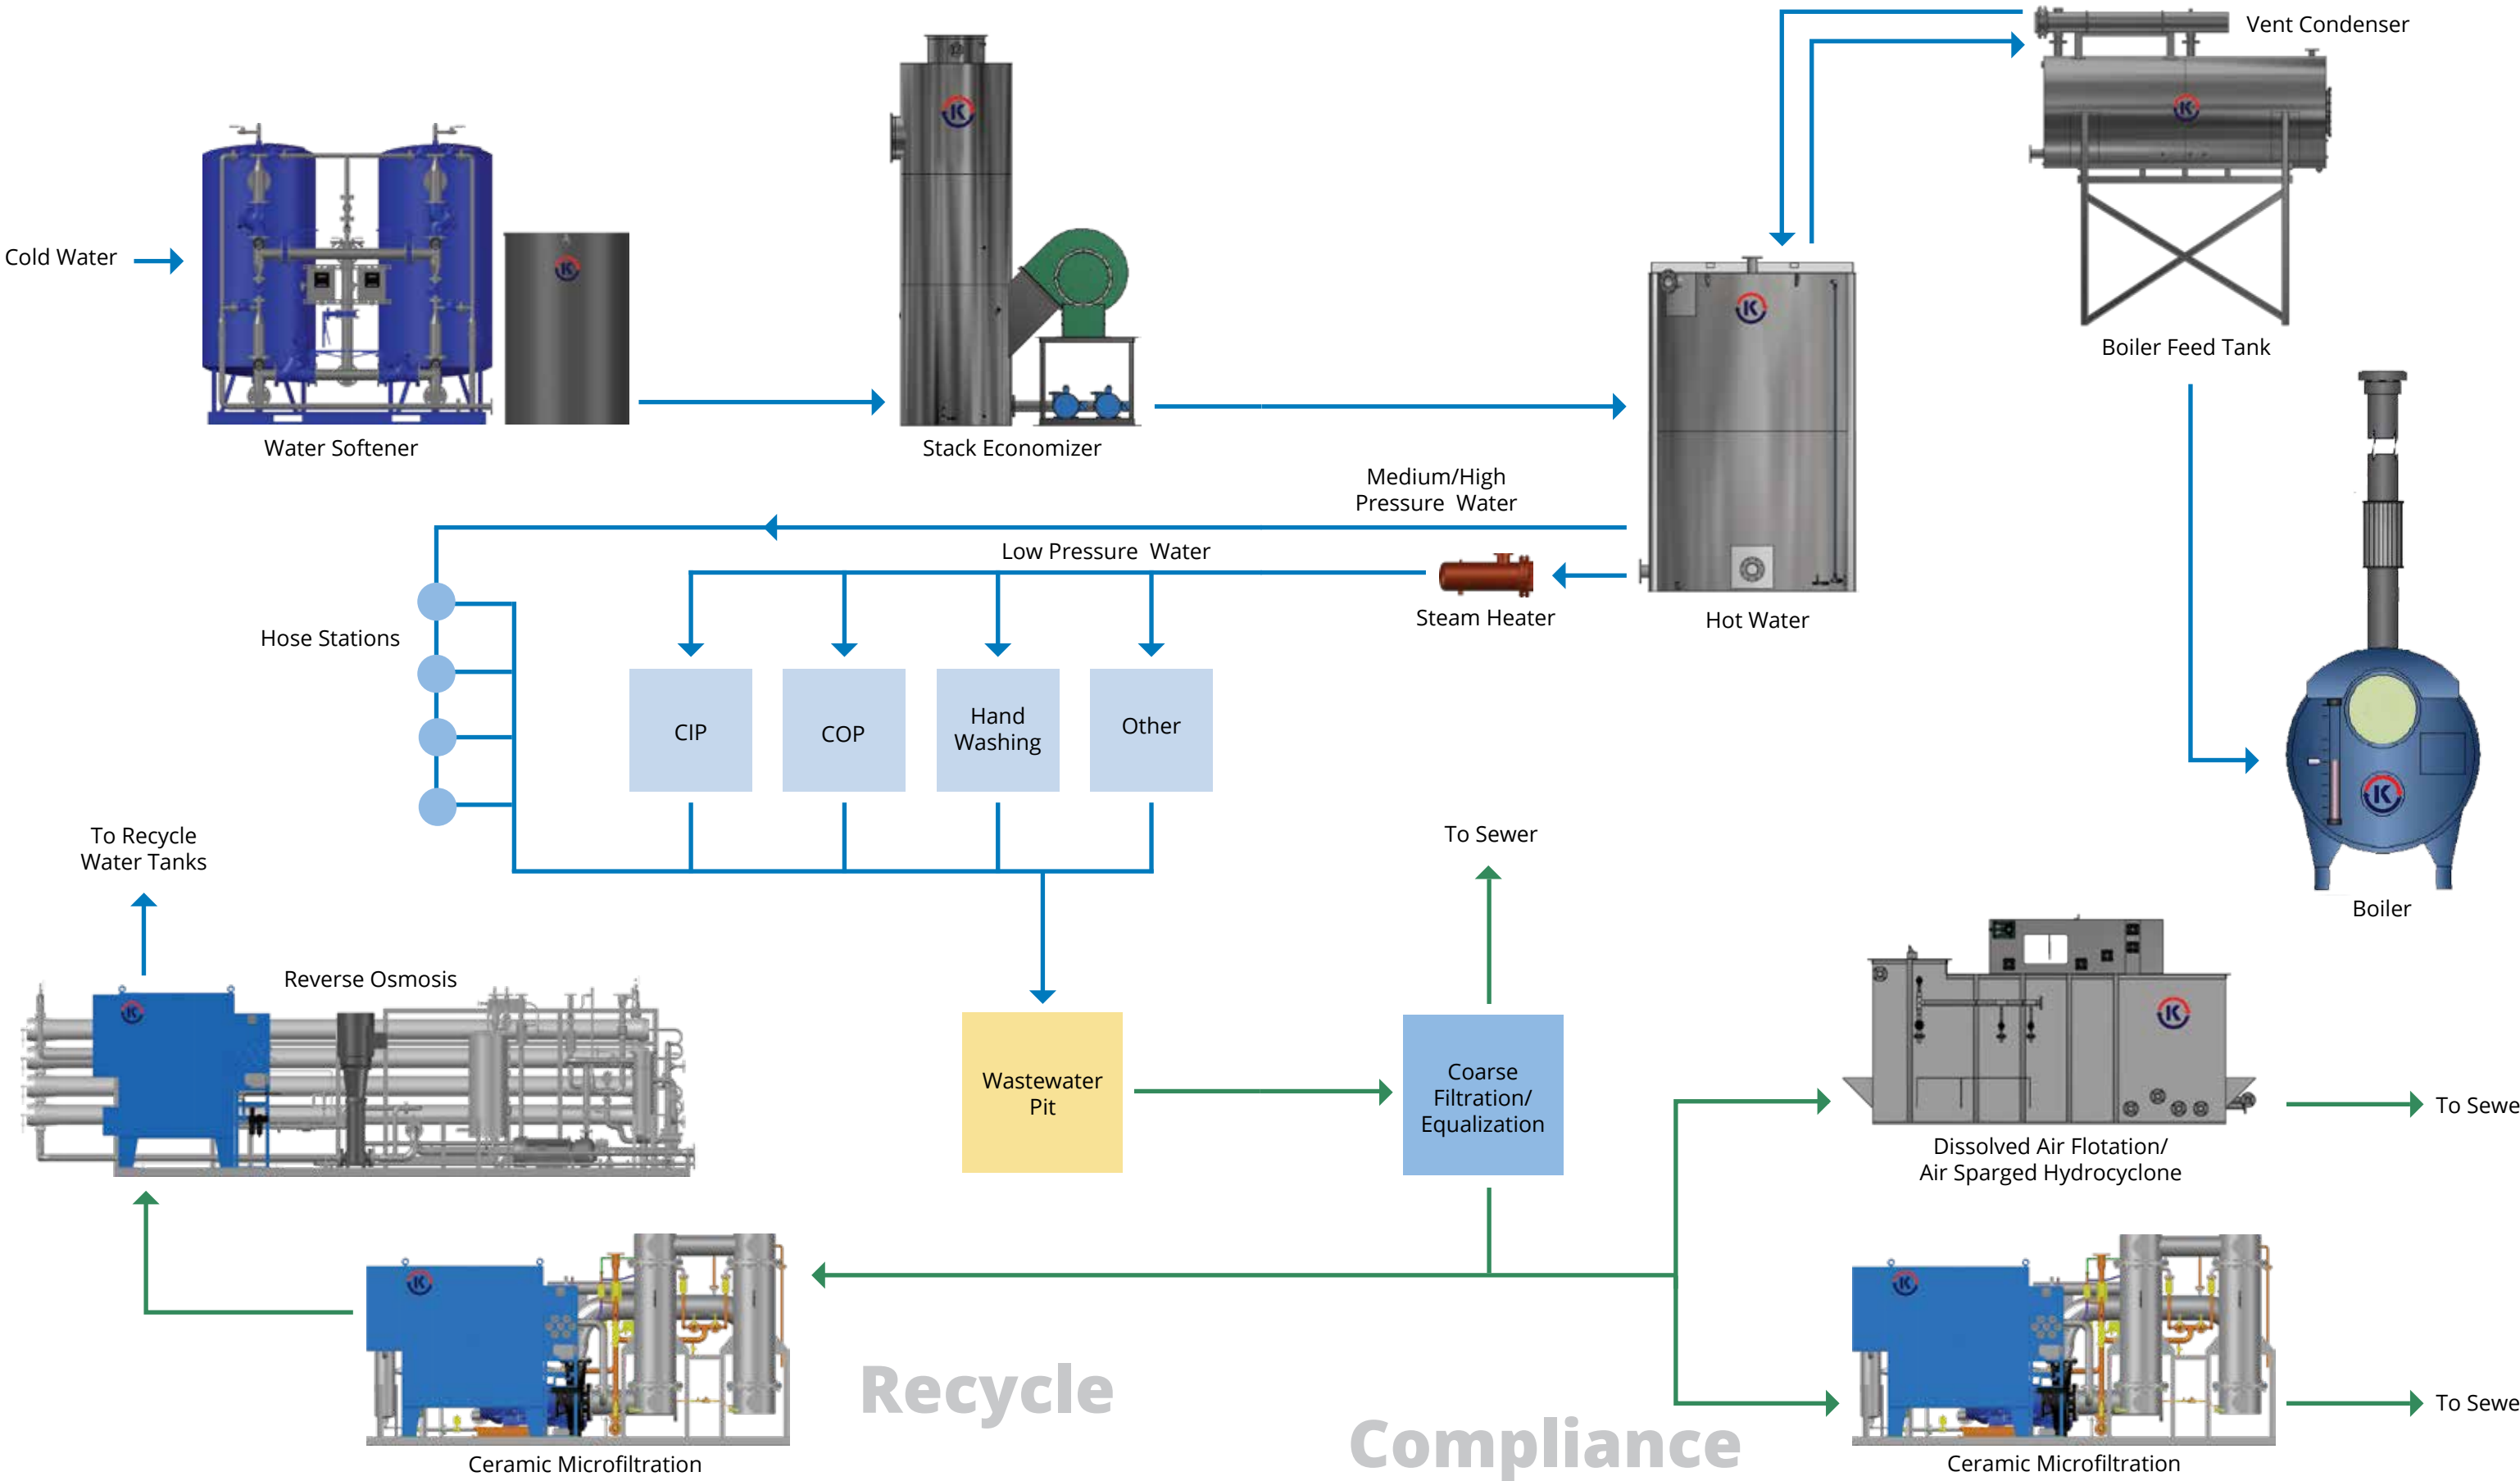 Vent Condenser
Cold Water
Water Softener
Stack Economizer
Boiler Feed Tank
Medium/High
Pressure Water
Low Pressure Water
Steam Heater
Hot Water
Hose Stations
CIP
COP
Hand
Washing
Other
To Recycle
Water Tanks
To Sewer
Boiler
Reverse Osmosis
Wastewater
Pit
Coarse
Filtration/
Equalization
To Sewe
Dissolved Air Flotation/
Air Sparged Hydrocyclone
Recycle
Compliance
To Sewe
Ceramic Microfiltration
Ceramic Microfiltration
K
K
K
K
K
K
K
K
K
K